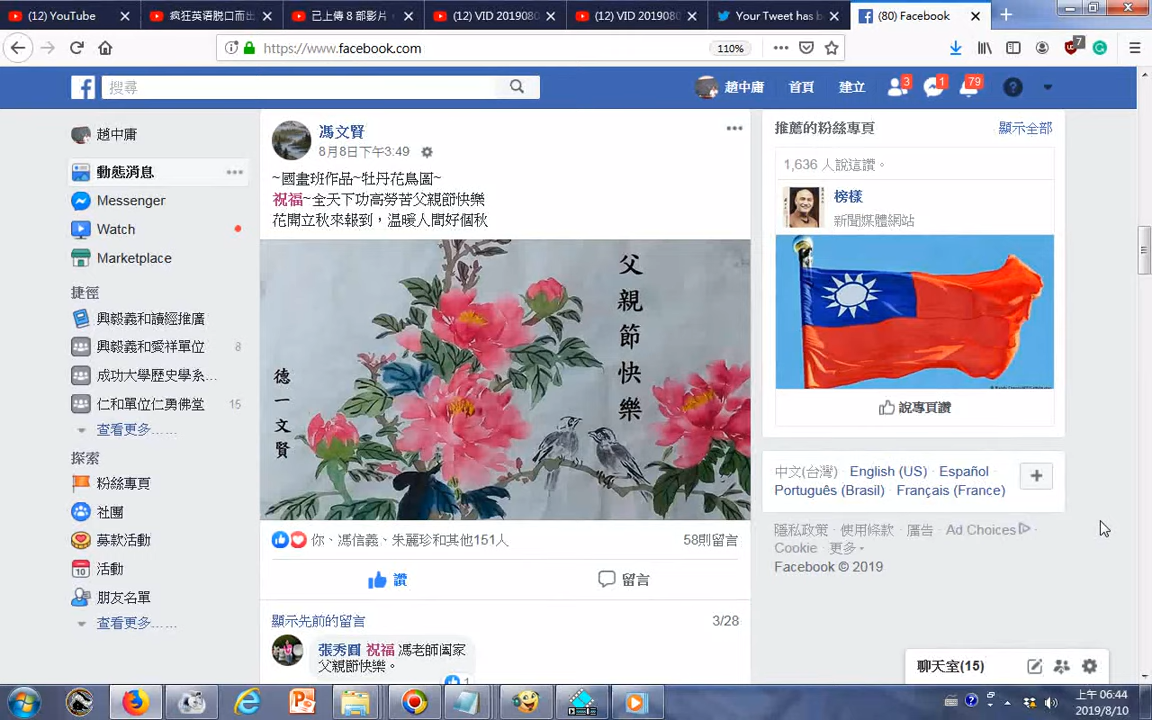 (12) YouTube
疯狂英语脱口而出
己上傳 8 部影片
(12) VID 2019080
(12) VID 2019080
Your Tweet has b
(80) Facebook
https://www.facebook.com
110%
7
搜尋
趙中庸
首頁
建立
3
1
79
趙中庸
動態消息
Messenger
Watch
Marketplace
捷徑
興毅義和讀經推廣
興毅義和愛祥單位
8
成功大學歷史學系...
仁和單位仁勇佛堂
15
查看更多......
探索
粉絲專頁
社團
募款活動
活動
朋友名單
查看更多......
馮文賢
8月8日下午3:49
~國畫班作品~牡丹花鳥圖~
祝福~全天下功高勞苦父親節快樂
花開立秋來報到，溫暖人間好個秋
父親節快樂
德一文賢
你、馮信義、朱麗珍和其他151人
58則留言
讚
留言
顯示先前的留言
3/28
張秀圓 祝福 馮老師闔家
父親節快樂。
1
推薦的粉絲專頁
顯示全部
1,636 人說這讚。
榜樣
新聞媒體網站
說專頁讚
中文(台灣) · English (US) · Español ·
Português (Brasil) · Français (France)
隱私政策 · 使用條款 · 廣告 · Ad Choices ·
Cookie · 更多
Facebook © 2019
聊天室(15)
上午 06:44
2019/8/10